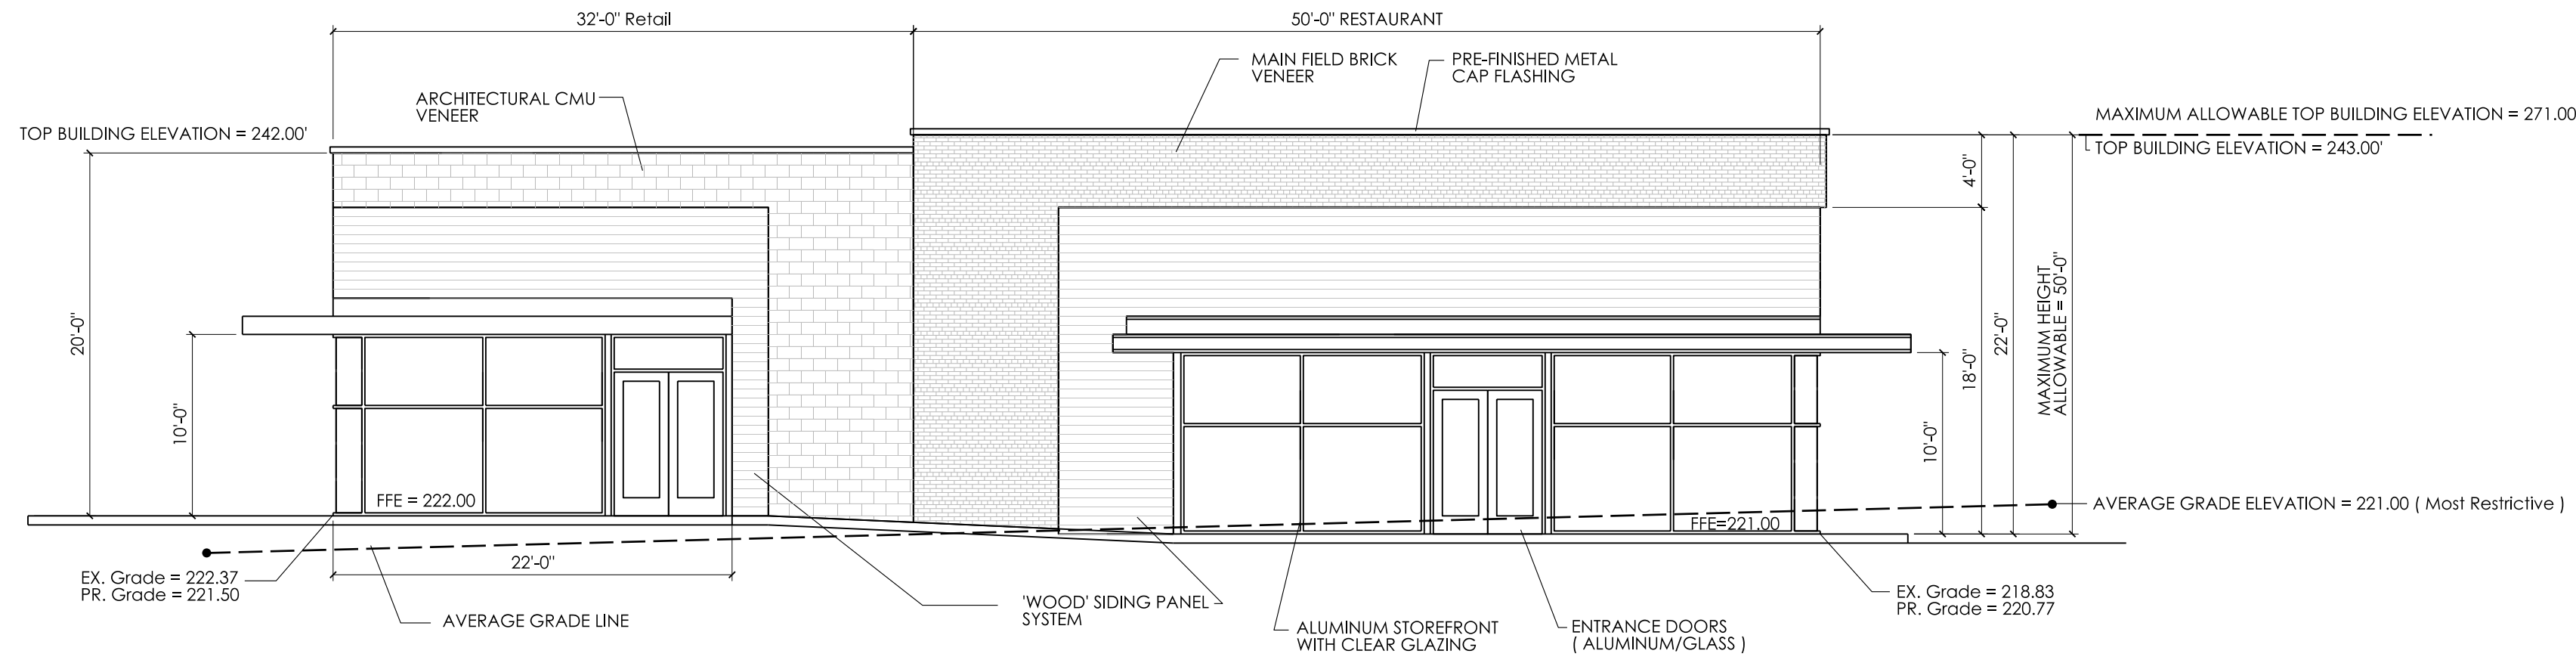 32'-0" Retail
50'-0" RESTAURANT
MAIN FIELD BRICK
VENEER
PRE-FINISHED METAL
CAP FLASHING
ARCHITECTURAL CMU
VENEER
TOP BUILDING ELEVATION = 242.00'
MAXIMUM ALLOWABLE TOP BUILDING ELEVATION = 271.00
TOP BUILDING ELEVATION = 243.00'
4'-0"
20'-0"
10'-0"
22'-0"
18'-0"
10'-0"
MAXIMUM HEIGHT
ALLOWABLE = 50'-0"
FFE = 222.00
FFE=221.00
AVERAGE GRADE ELEVATION = 221.00 ( Most Restrictive )
22'-0"
EX. Grade = 222.37
PR. Grade = 221.50
AVERAGE GRADE LINE
'WOOD' SIDING PANEL
SYSTEM
ALUMINUM STOREFRONT
WITH CLEAR GLAZING
ENTRANCE DOORS
( ALUMINUM/GLASS )
EX. Grade = 218.83
PR. Grade = 220.77